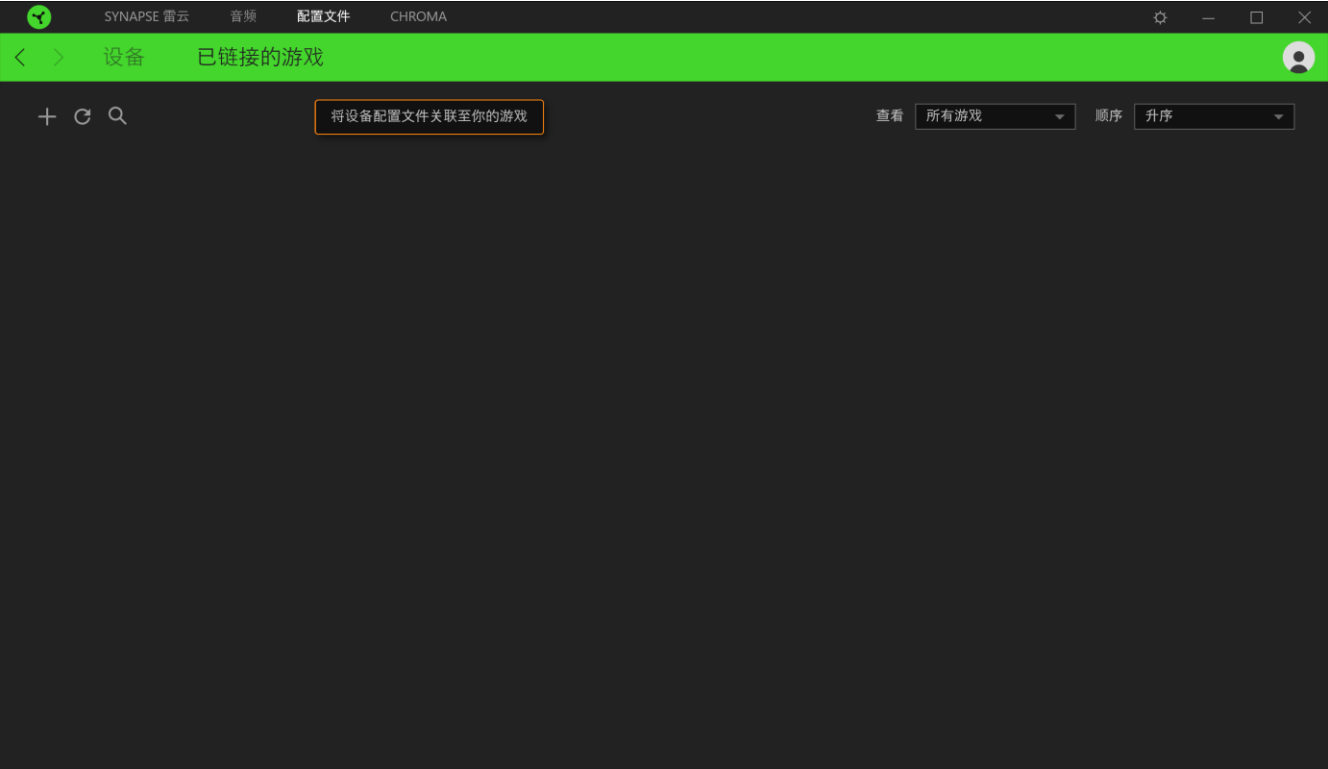 SYNAPSE 雷云 音频 配置文件 CHROMA
设备 已链接的游戏
将设备配置文件关联至你的游戏 查看 所有游戏 顺序 升序